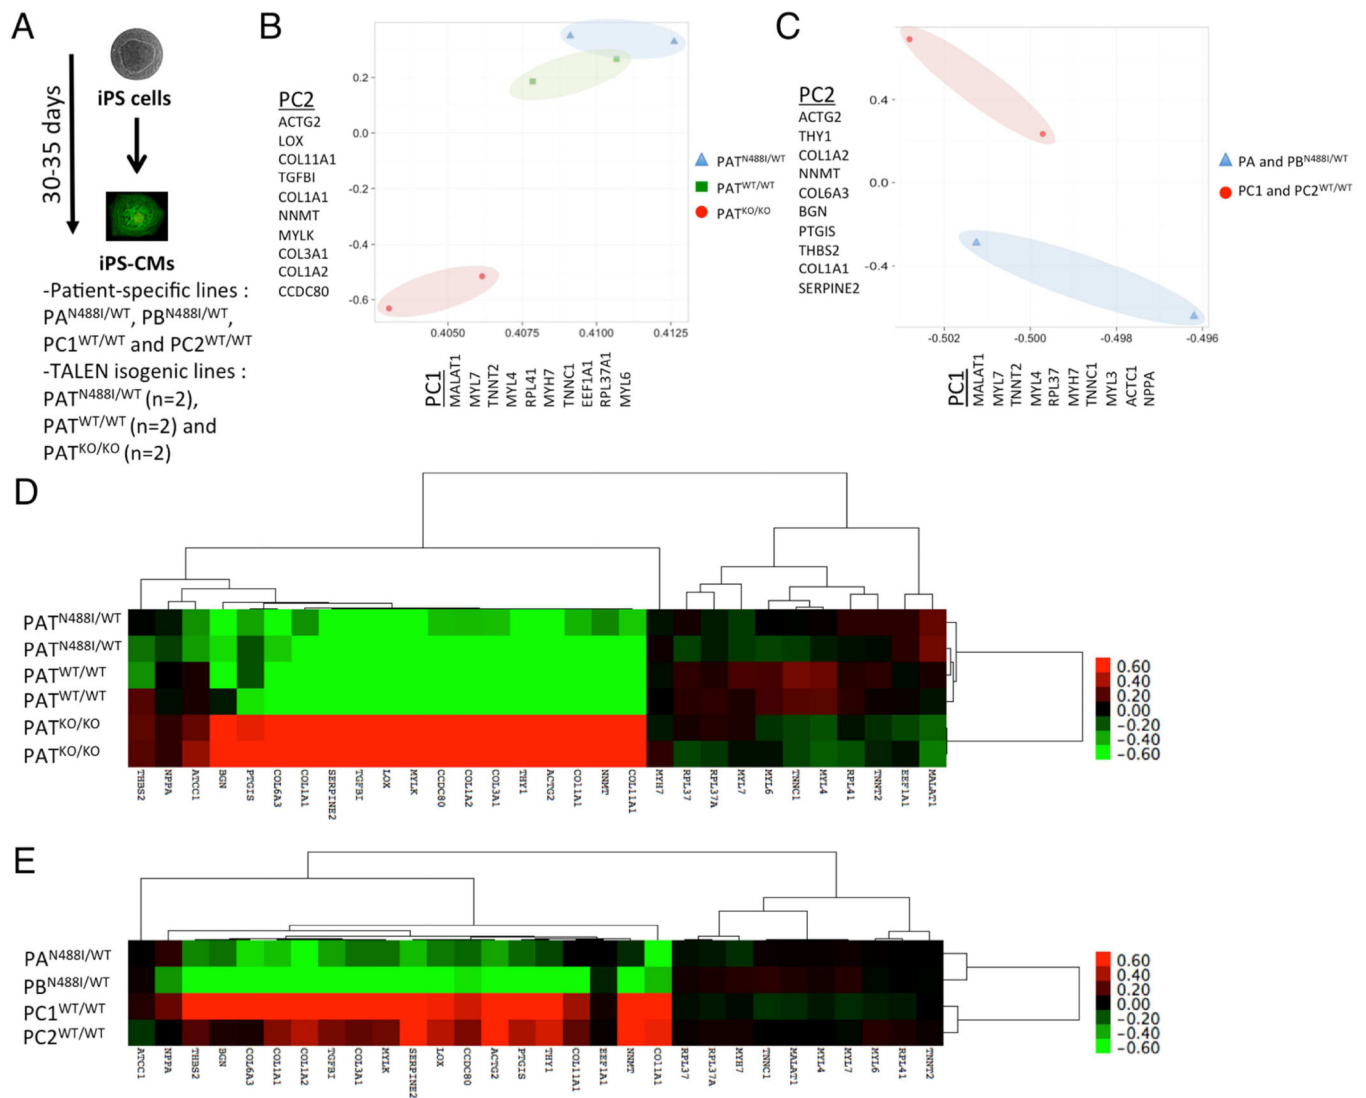 A
iPS cells
30-35 days
iPS-CMs
-Patient-specific lines :
PA^N488I/WT, PB^N488I/WT,
PC1^WT/WT and PC2^WT/WT
-TALEN isogenic lines :
PAT^N488I/WT (n=2),
PAT^WT/WT (n=2) and
PAT^KO/KO (n=2)
B
PC2
ACTG2
LOX
COL11A1
TGFBI
COL1A1
NNMT
MYLK
COL3A1
COL1A2
CCDC80
0.2
0.0
-0.2
-0.4
-0.6
0.4050
0.4075
0.4100
0.4125
PC1
MALAT1
MYL7
TNNT2
MYL4
RPL41
MYH7
TNNC1
EEF1A1
RPL37A1
MYL6
PAT^N488I/WT
PAT^WT/WT
PAT^KO/KO
C
PC2
ACTG2
THY1
COL1A2
NNMT
COL6A3
BGN
PTGIS
THBS2
COL1A1
SERPINE2
0.4
0.0
-0.4
-0.502
-0.500
-0.498
-0.496
PC1
MALAT1
MYL7
TNNT2
MYL4
RPL37
MYH7
TNNC1
MYL3
ACTC1
NPPA
PA and PB^N488I/WT
PC1 and PC2^WT/WT
D
PAT^N488I/WT
PAT^N488I/WT
PAT^WT/WT
PAT^WT/WT
PAT^KO/KO
PAT^KO/KO
THBS2
NPPA
ATCC1
BGN
PTGIS
COL6A3
COL1A1
SERPINE2
TGFBI
LOX
MYLK
CCDC80
COL1A2
COL3A1
THY1
ACTG2
CO11A1
NNMT
COL11A1
MYH7
RPL37
RPL37A
MYL7
MYL6
TNNC1
MYL4
RPL41
TNNT2
EEF1A1
MALAT1
0.60
0.40
0.20
0.00
-0.20
-0.40
-0.60
E
PA^N488I/WT
PB^N488I/WT
PC1^WT/WT
PC2^WT/WT
ATCC1
NPPA
THBS2
BGN
COL6A3
COL1A1
COL1A2
TGFBI
COL3A1
MYLK
SERPINE2
LOX
CCDC80
ACTG2
PTGIS
THY1
COL11A1
EEF1A1
NNMT
CO11A1
RPL37
RPL37A
MYH7
TNNC1
MALAT1
MYL4
MYL7
MYL6
RPL41
TNNT2
0.60
0.40
0.20
0.00
-0.20
-0.40
-0.60